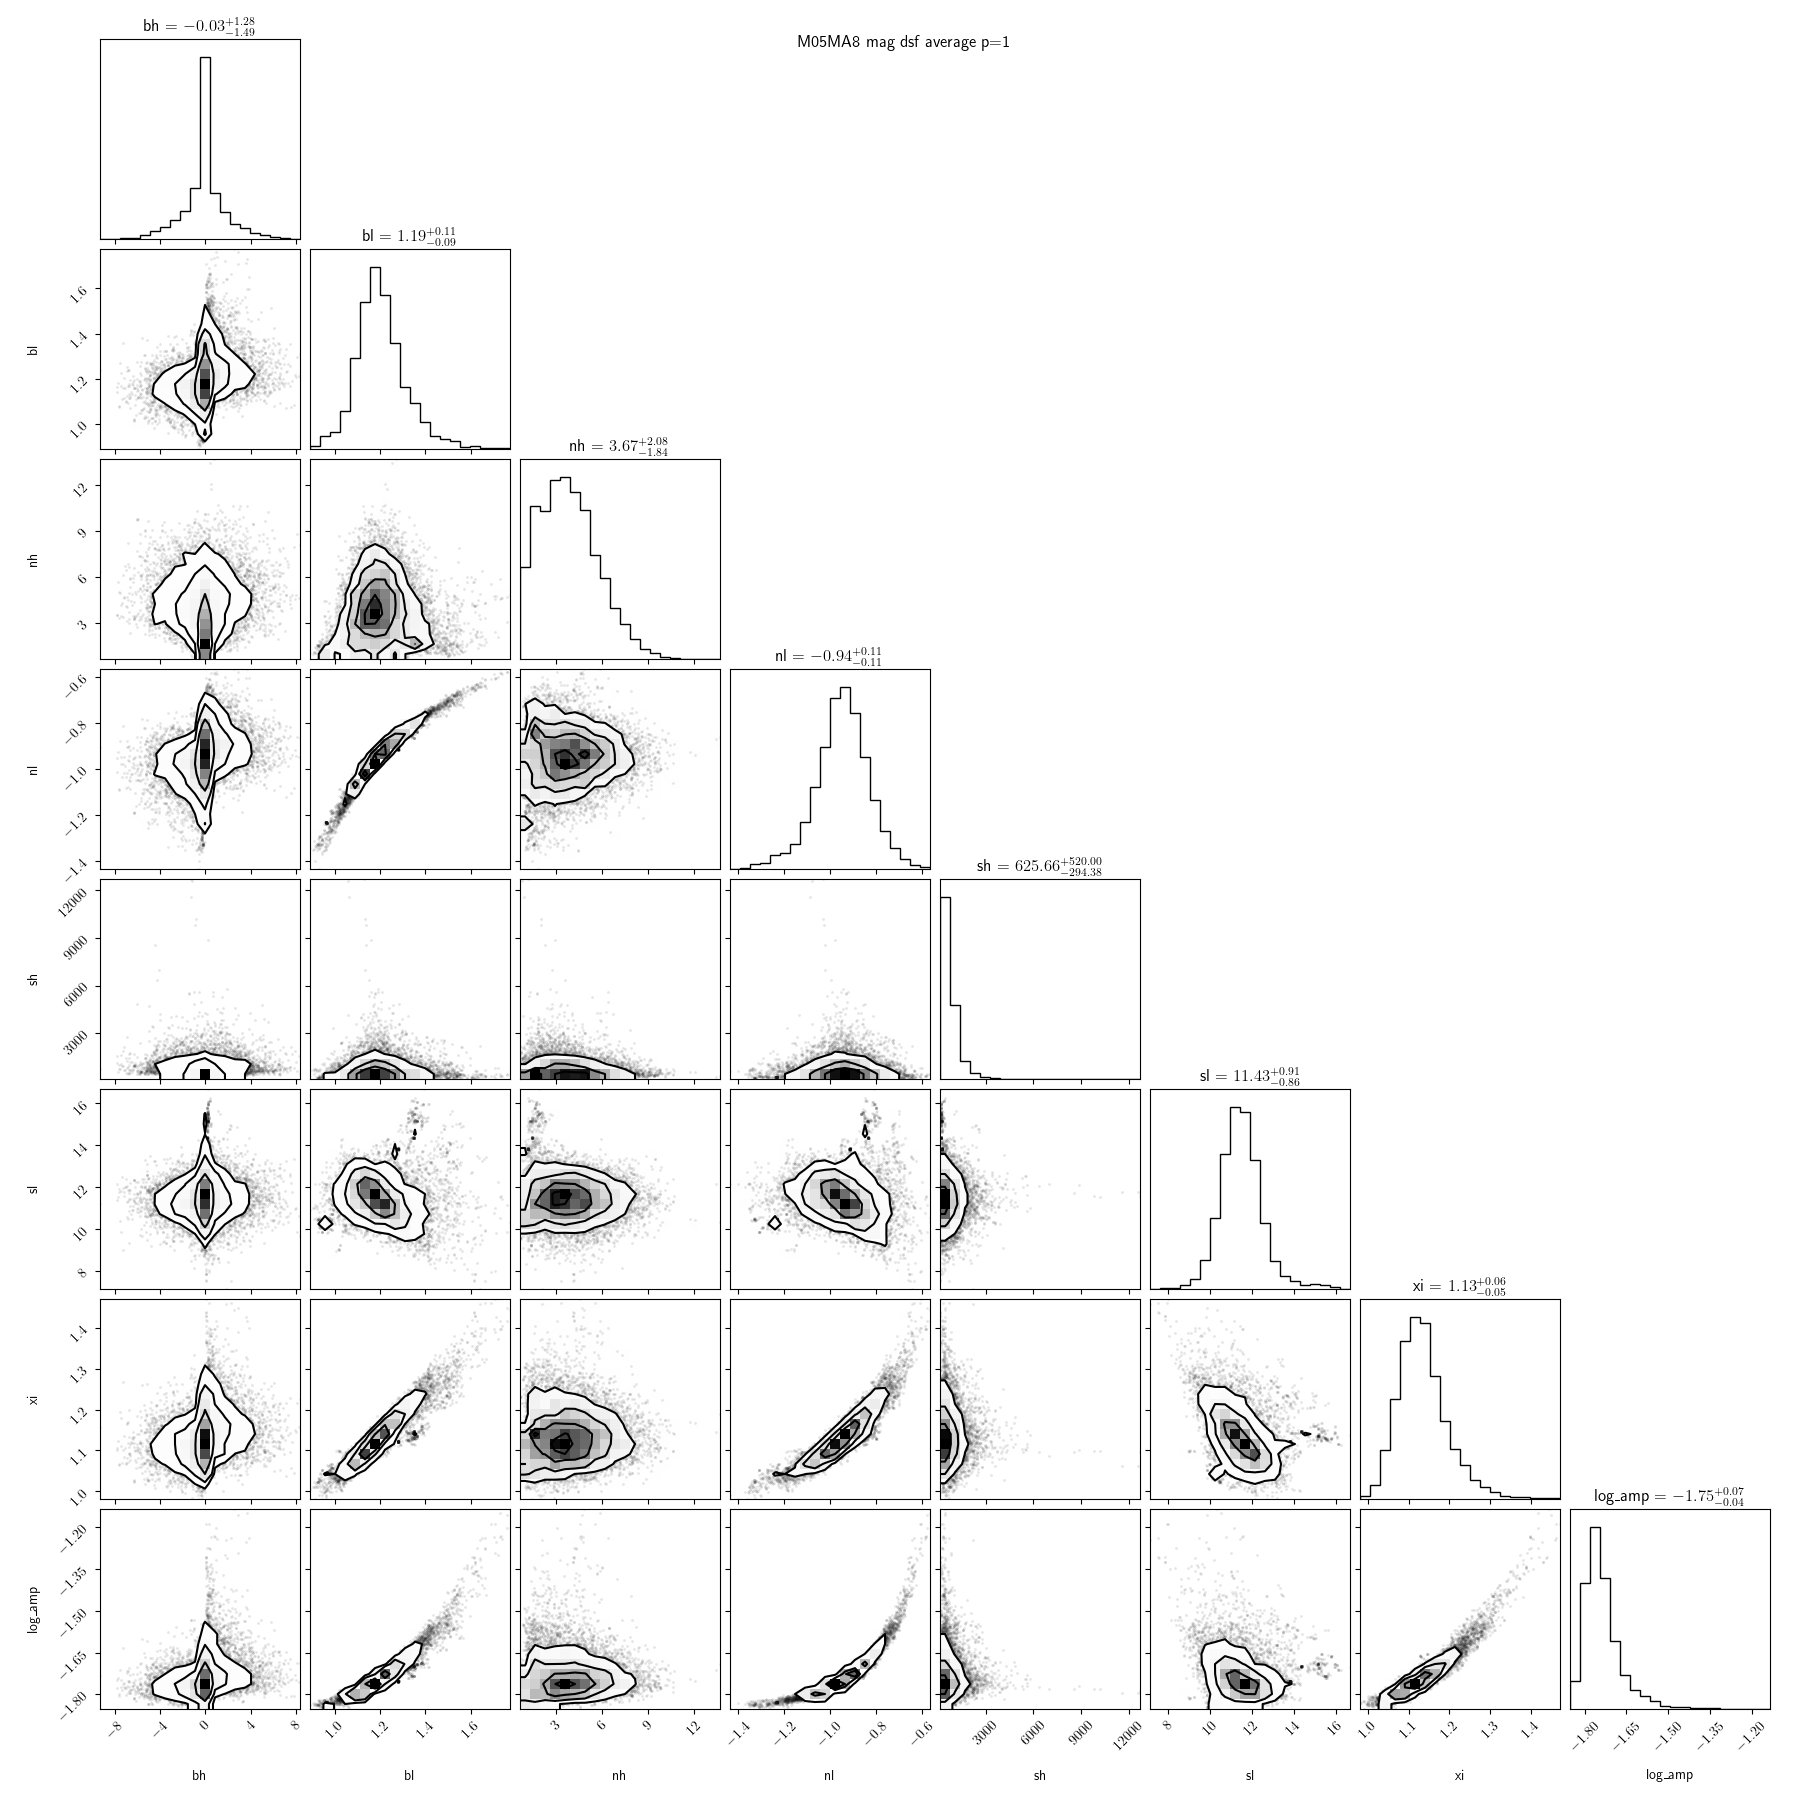 M05MA8 mag dsf average p=1
bh = −0.03^{+1.28}_{−1.49}
bl = 1.19^{+0.11}_{−0.09}
bl
1.6
1.4
1.2
1.0
nh = 3.67^{+2.08}_{−1.84}
nh
12
9
6
3
nl = −0.94^{+0.11}_{−0.11}
nl
−0.6
−0.8
−1.0
−1.2
−1.4
sh = 625.66^{+520.00}_{−294.38}
sh
12000
9000
6000
3000
sl = 11.43^{+0.91}_{−0.86}
sl
16
14
12
10
8
xi = 1.13^{+0.06}_{−0.05}
xi
1.4
1.3
1.2
1.1
1.0
log_amp = −1.75^{+0.07}_{−0.04}
log_amp
−1.20
−1.35
−1.50
−1.65
−1.80
−8 −4 0 4 8 1.0 1.2 1.4 1.6 3 6 9 12 −1.4 −1.2 −1.0 −0.8 −0.6 3000 6000 9000 12000 8 10 12 14 16 1.0 1.1 1.2 1.3 1.4 −1.80 −1.65 −1.50 −1.35 −1.20
bh bl nh nl sh sl xi log_amp